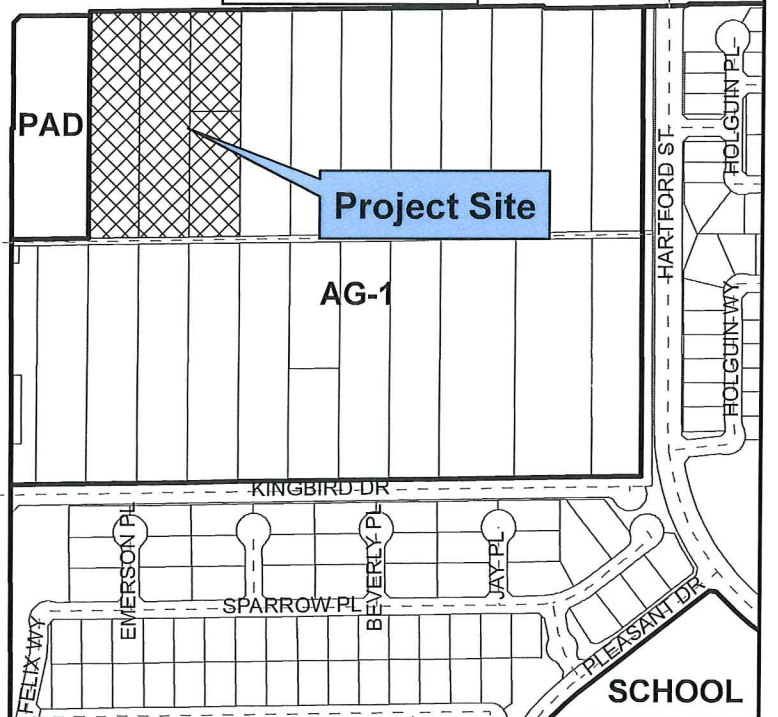 PAD
Project Site
AG-1
HARTFORD ST
HOLGUIN PL
HOLGUIN WY
KINGBIRD DR
EMERSON PL
BEVERLY PL
JAY PL
SPARROW PL
FELIX WY
PLEASANT DR
SCHOOL